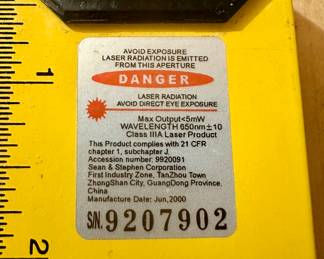 AVOID EXPOSURE
LASER RADIATION IS EMITTED
FROM THIS APERTURE
DANGER
LASER RADIATION
AVOID DIRECT EYE EXPOSURE
Max Output<5mW
WAVELENGTH 650nm±10
Class IIIA Laser Product
This Product complies with 21 CFR
chapter 1, subchapter J.
Accession number: 9920091
Sean & Stephen Corporation
First Industry Zone, TanZhou Town
ZhongShan City, GuangDong Province,
China
Manufacture Date: Jun,2000
S/N.9207902
1
2